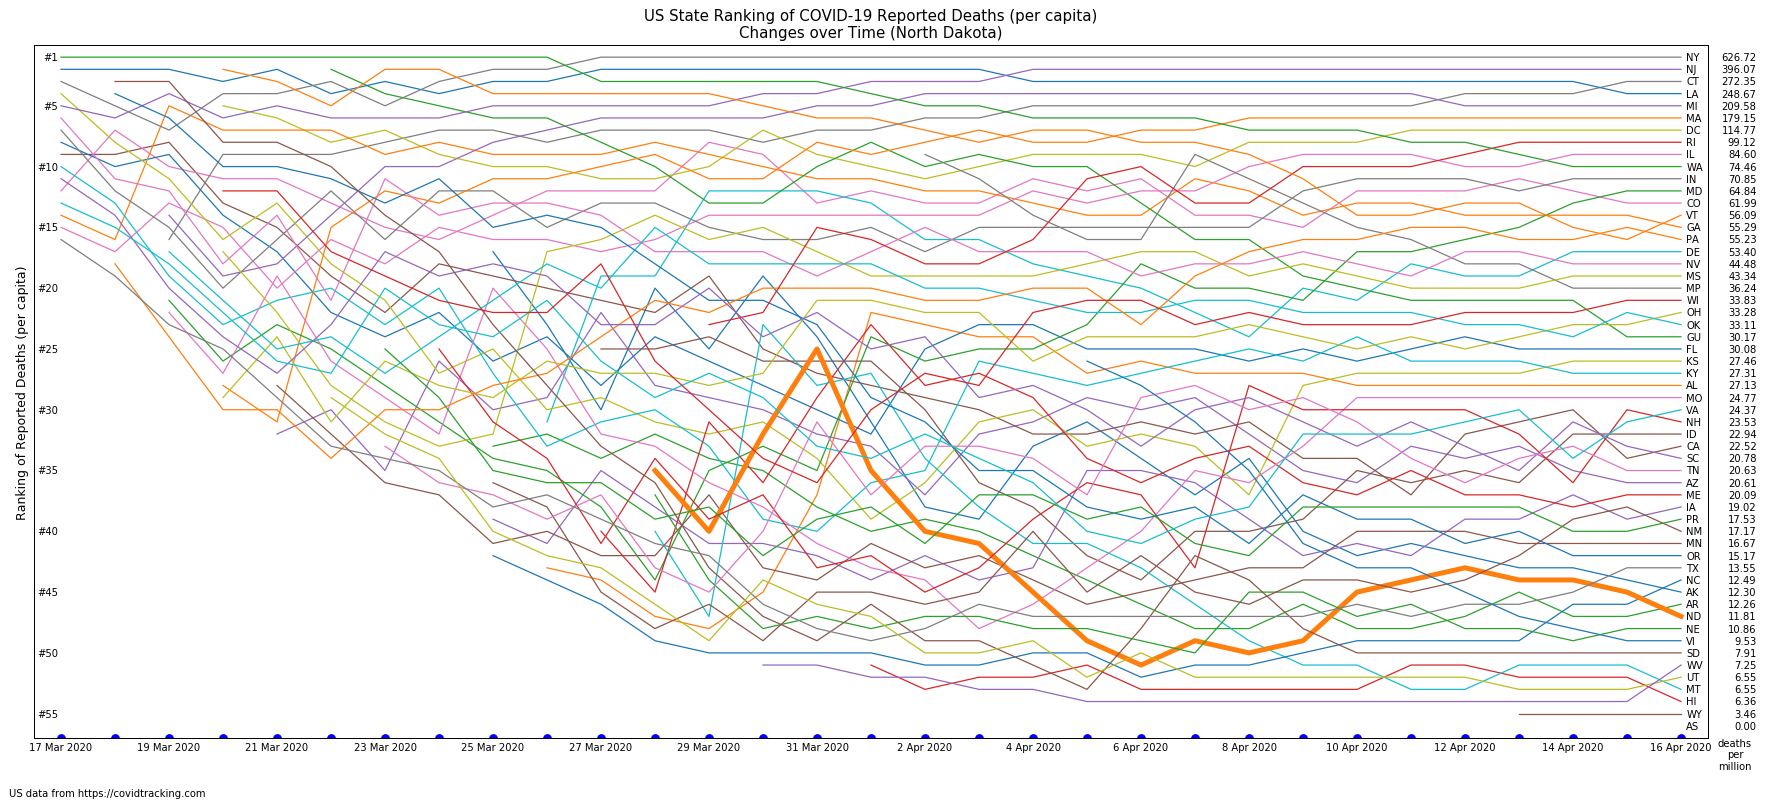 US State Ranking of COVID-19 Reported Deaths (per capita)
Changes over Time (North Dakota)
Ranking of Reported Deaths (per capita)
#1
#5
#10
#15
#20
#25
#30
#35
#40
#45
#50
#55
NY 626.72
NJ 396.07
CT 272.35
LA 248.67
MI 209.58
MA 179.15
DC 114.77
RI 99.12
IL 84.60
WA 74.46
IN 70.85
MD 64.84
CO 61.99
VT 56.09
GA 55.29
PA 55.23
DE 53.40
NV 44.48
MS 43.34
MP 36.24
WI 33.83
OH 33.28
OK 33.11
GU 30.17
FL 30.08
KS 27.46
KY 27.31
AL 27.13
MO 24.77
VA 24.37
NH 23.53
ID 22.94
CA 22.52
SC 20.78
TN 20.63
AZ 20.61
ME 20.09
IA 19.02
PR 17.53
NM 17.17
MN 16.67
OR 15.17
TX 13.55
NC 12.49
AK 12.30
AR 12.26
ND 11.81
NE 10.86
VI 9.53
SD 7.91
WV 7.25
UT 6.55
MT 6.55
HI 6.36
WY 3.46
AS 0.00
17 Mar 2020 19 Mar 2020 21 Mar 2020 23 Mar 2020 25 Mar 2020 27 Mar 2020 29 Mar 2020 31 Mar 2020 2 Apr 2020 4 Apr 2020 6 Apr 2020 8 Apr 2020 10 Apr 2020 12 Apr 2020 14 Apr 2020 16 Apr 2020
deaths
per
million
US data from https://covidtracking.com